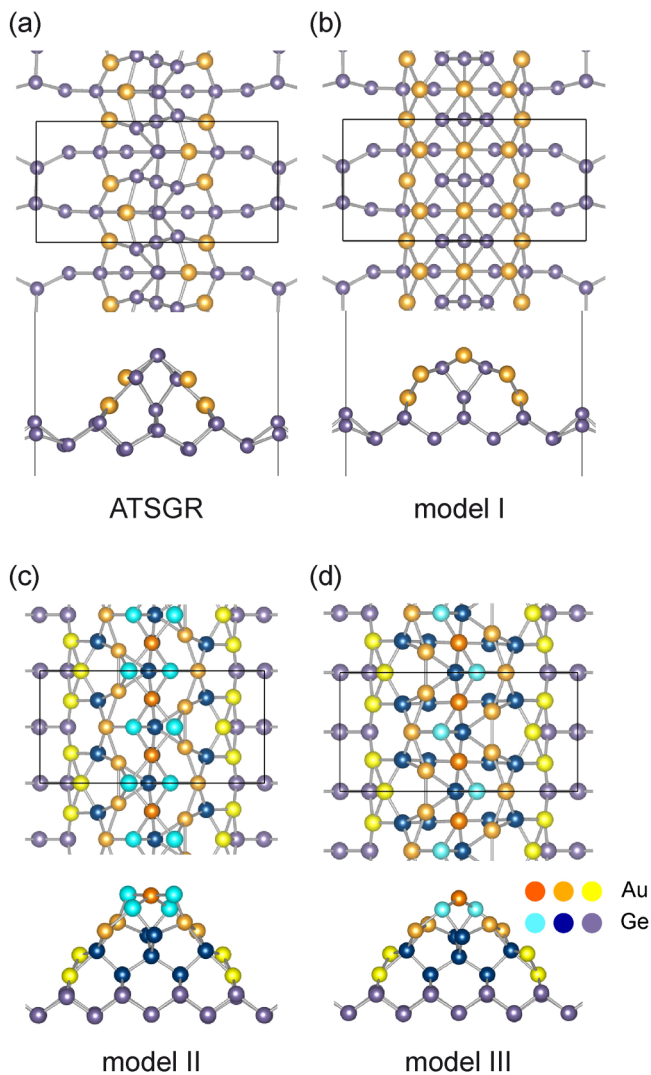 (a) (b)
ATSGR model I
(c) (d)
Au
Ge
model II model III